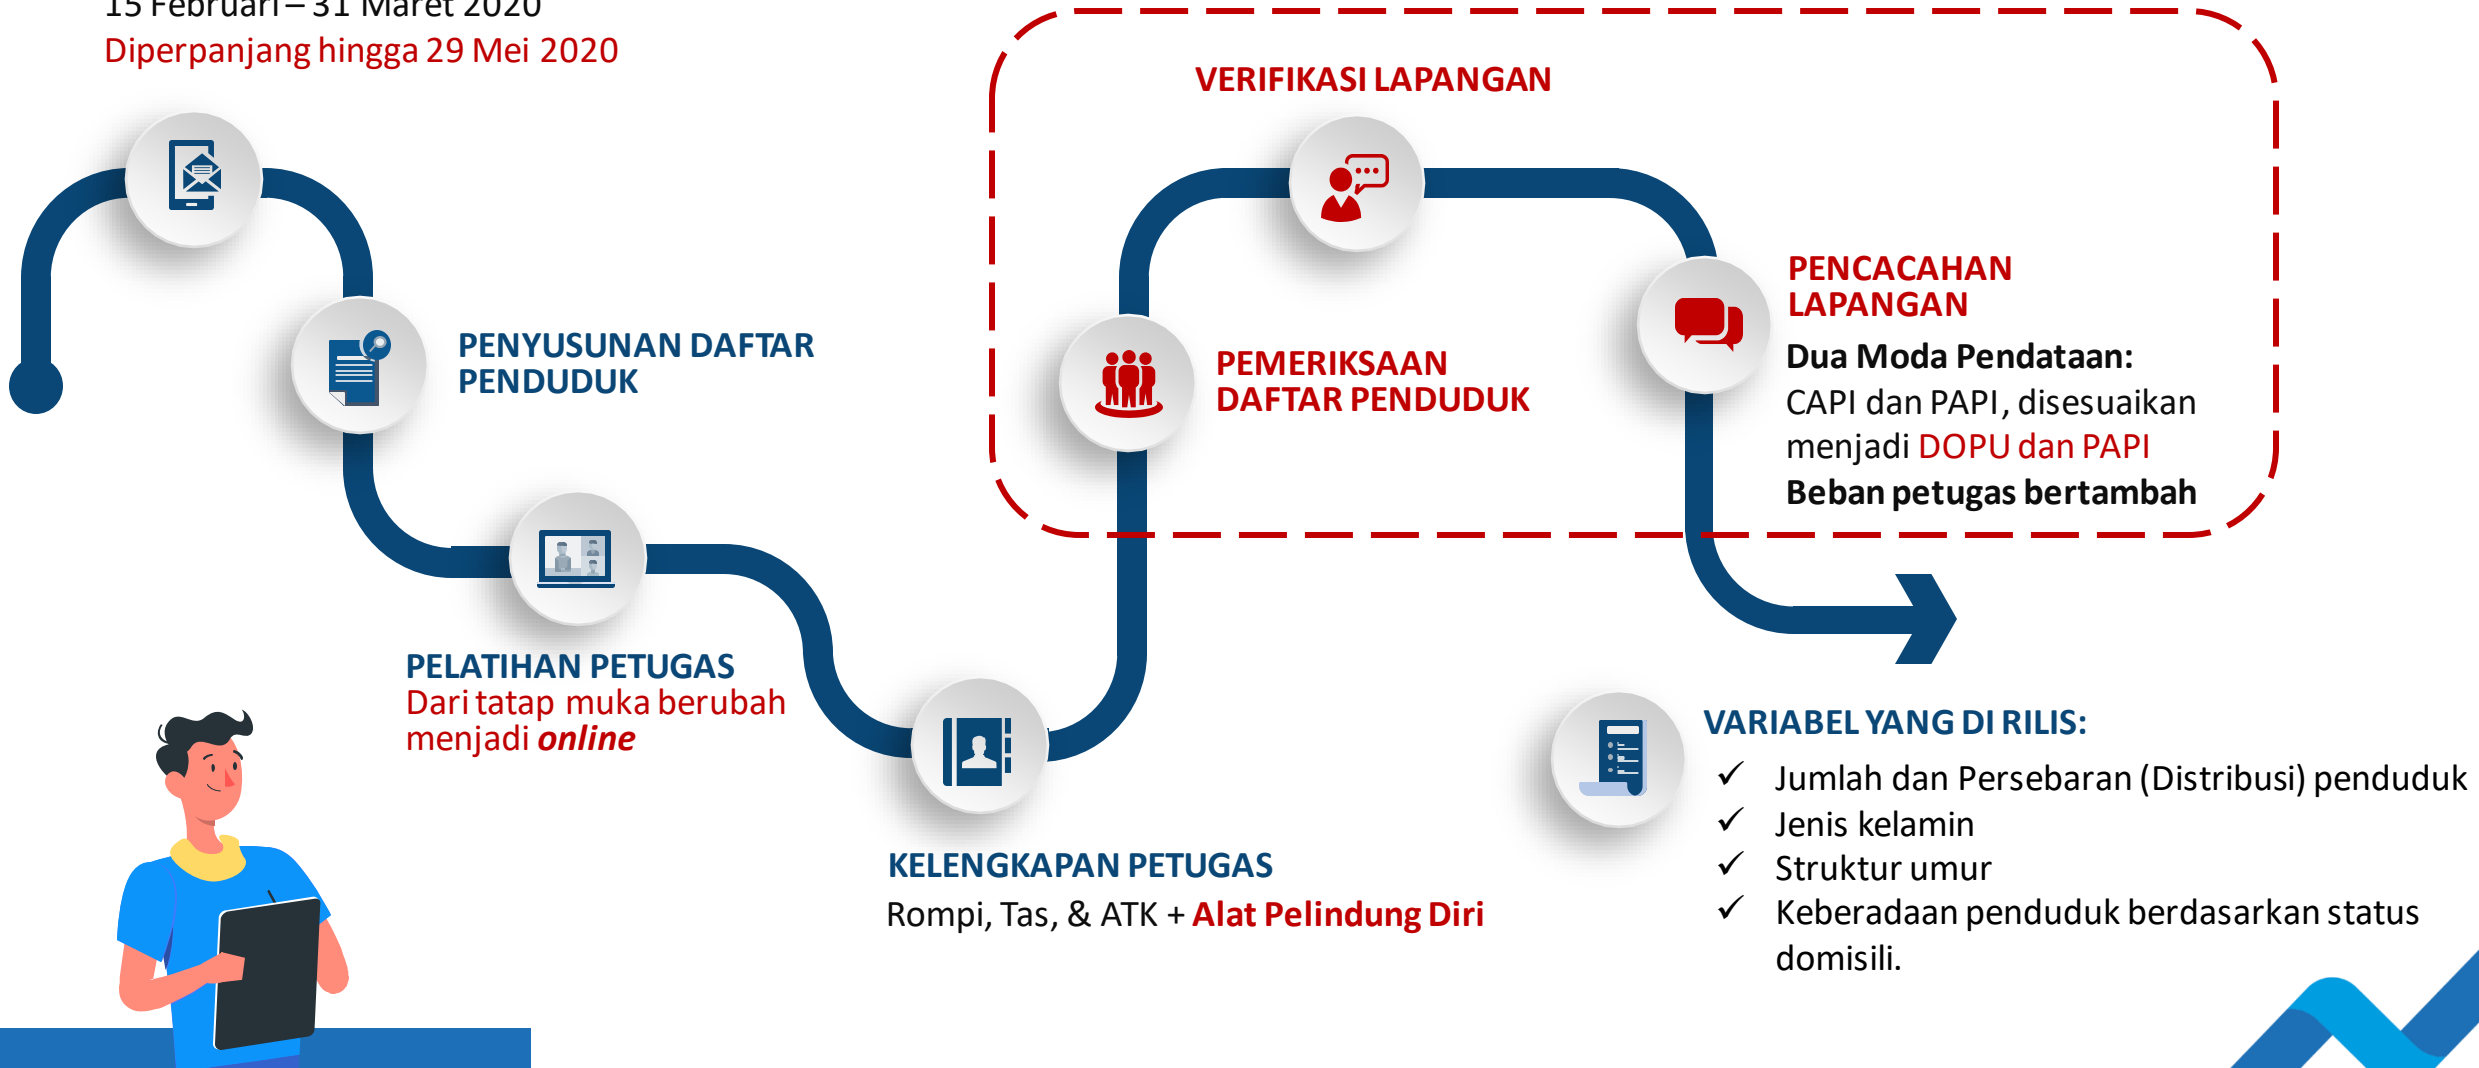 15 Februari – 31 Maret 2020
Diperpanjang hingga 29 Mei 2020
PENYUSUNAN DAFTAR
PENDUDUK
PELATIHAN PETUGAS
Dari tatap muka berubah
menjadi online
KELENGKAPAN PETUGAS
Rompi, Tas, & ATK + Alat Pelindung Diri
PEMERIKSAAN
DAFTAR PENDUDUK
VERIFIKASI LAPANGAN
PENCACAHAN
LAPANGAN
Dua Moda Pendataan:
CAPI dan PAPI, disesuaikan
menjadi DOPU dan PAPI
Beban petugas bertambah
VARIABEL YANG DI RILIS:
✓ Jumlah dan Persebaran (Distribusi) penduduk
✓ Jenis kelamin
✓ Struktur umur
✓ Keberadaan penduduk berdasarkan status
domisili.